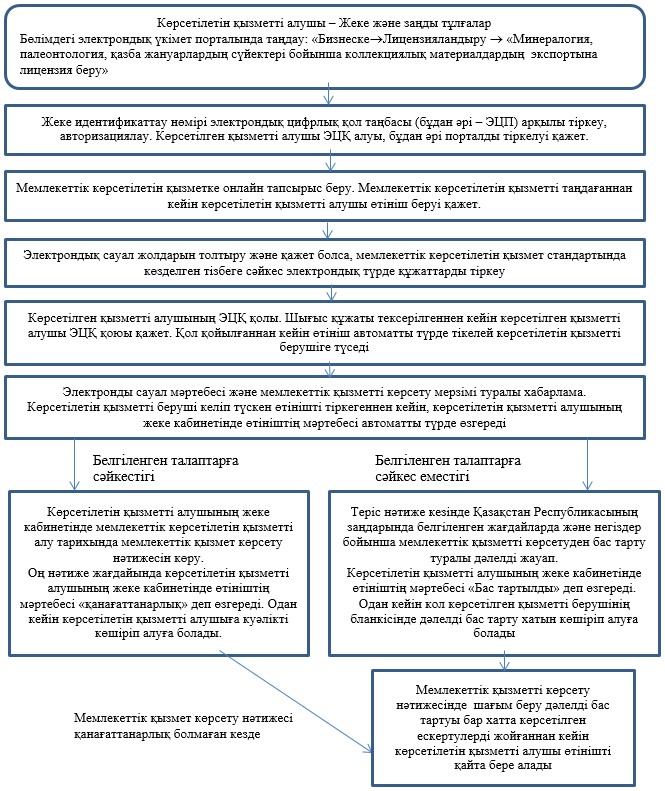 Көрсетілетін қызметті алушы – Жеке және заңды тұлғалар
Бөлімдегі электрондық үкімет порталында таңдау: «Бизнеске→Лицензияландыру → «Минералогия,
палеонтология, қазба жануарлардың сүйектері бойынша коллекциялық материалдардың экспортына
лицензия беру»
Жеке идентификаттау нөмірі электрондық цифрлық қол таңбасы (бұдан әрі – ЭЦП) арқылы тіркеу,
авторизациялау. Көрсетілген қызметті алушы ЭЦҚ алуы, бұдан әрі порталды тіркелуі қажет.
Мемлекеттік көрсетілетін қызметке онлайн тапсырыс беру. Мемлекеттік көрсетілетін қызметті таңдағаннан
кейін көрсетілетін қызметті алушы өтініш беруі қажет.
Электрондық сауал жолдарын толтыру және қажет болса, мемлекеттік көрсетілетін қызмет стандартында
көзделген тізбеге сәйкес электрондық түрде құжаттарды тіркеу
Көрсетілген қызметті алушының ЭЦҚ қолы. Шығыс құжаты тексерілгеннен кейін көрсетілген қызметті
алушы ЭЦҚ қоюы қажет. Қол қойылғаннан кейін өтініш автоматты түрде тікелей көрсетілетін қызметті
берушіге түседі
Электронды сауал мәртебесі және мемлекеттік қызметті көрсету мерзімі туралы хабарлама.
Көрсетілетін қызметті беруші келіп түскен өтінішті тіркегеннен кейін, көрсетілетін қызметті алушының
жеке кабинетінде өтініштің мәртебесі автоматты түрде өзгереді
Белгіленген талаптарға
сәйкестігі
Белгіленген талаптарға
сәйкес еместігі
Көрсетілетін қызметті алушының жеке
кабинетінде мемлекеттік көрсетілетін қызметті
алу тарихында мемлекеттік қызмет көрсету
нәтижесін көру.
Оң нәтиже жағдайында көрсетілетін қызметті
алушының жеке кабинетінде өтініштің
мәртебесі «қанағаттанарлық» деп өзгереді. Одан
кейін көрсетілетін қызметті алушыға куәлікті
көшіріп алуға болады.
Теріс нәтиже кезінде Қазақстан Республикасының
заңдарында белгіленген жағдайларда және негіздер
бойынша мемлекеттік қызметті көрсетуден бас тарту
туралы дәлелді жауап.
Көрсетілетін қызметті алушының жеке кабинетінде
өтініштің мәртебесі «Бас тартылды» деп өзгереді.
Одан кейін кол көрсетілген қызметті берушінің
бланкісінде дәлелді бас тарту хатын көшіріп алуға
болады
Мемлекеттік қызмет көрсету нәтижесі
қанағаттанарлық болмаған кезде
Мемлекеттік қызметті көрсету
нәтижесінде шағым беру дәлелді бас
тартуы бар хатта көрсетілген
ескертулерді жойғаннан кейін
көрсетілетін қызметті алушы өтінішті
қайта бере алады